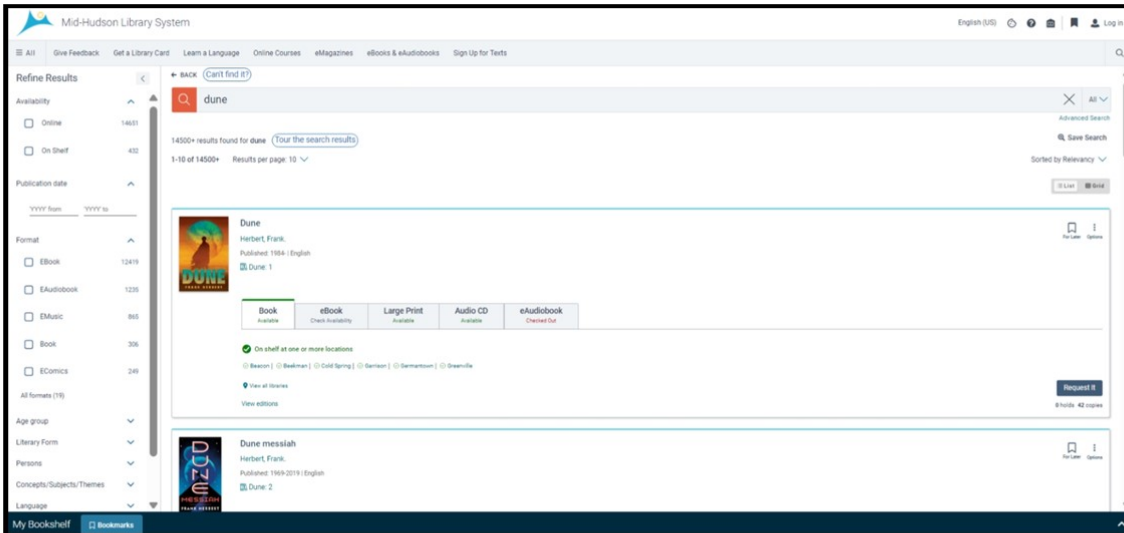 Mid-Hudson Library System
English (US)
Log in
All
Give Feedback
Get a Library Card
Learn a Language
Online Courses
eMagazines
eBooks & eAudiobooks
Sign Up for Texts
Refine Results
Availability
Online 14651
On Shelf 432
Publication date
YYYY from YYYY to
Format
EBook 12419
EAudiobook 1235
EMusic 865
Book 306
EComics 249
All formats (19)
Age group
Literary Form
Persons
Concepts/Subjects/Themes
Language
BACK Can't find it?
dune
All
Advanced Search
14500+ results found for dune Tour the search results
Save Search
1-10 of 14500+ Results per page: 10
Sorted by Relevancy
List Grid
DUNE
FRANK HERBERT
Dune
Herbert, Frank.
Published: 1984- | English
Dune: 1
For Later Options
Book
Available
eBook
Check Availability
Large Print
Available
Audio CD
Available
eAudiobook
Checked Out
On shelf at one or more locations
Beacon | Beekman | Cold Spring | Garrison | Germantown | Greenville
View all libraries
View editions
Request It
0 holds 42 copies
DUNE
MESSIAH
FRANK HERBERT
Dune messiah
Herbert, Frank.
Published: 1969-2019 | English
Dune: 2
For Later Options
My Bookshelf
Bookmarks